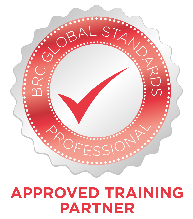 BRC GLOBAL STANDARDS
PROFESSIONAL
APPROVED TRAINING
PARTNER